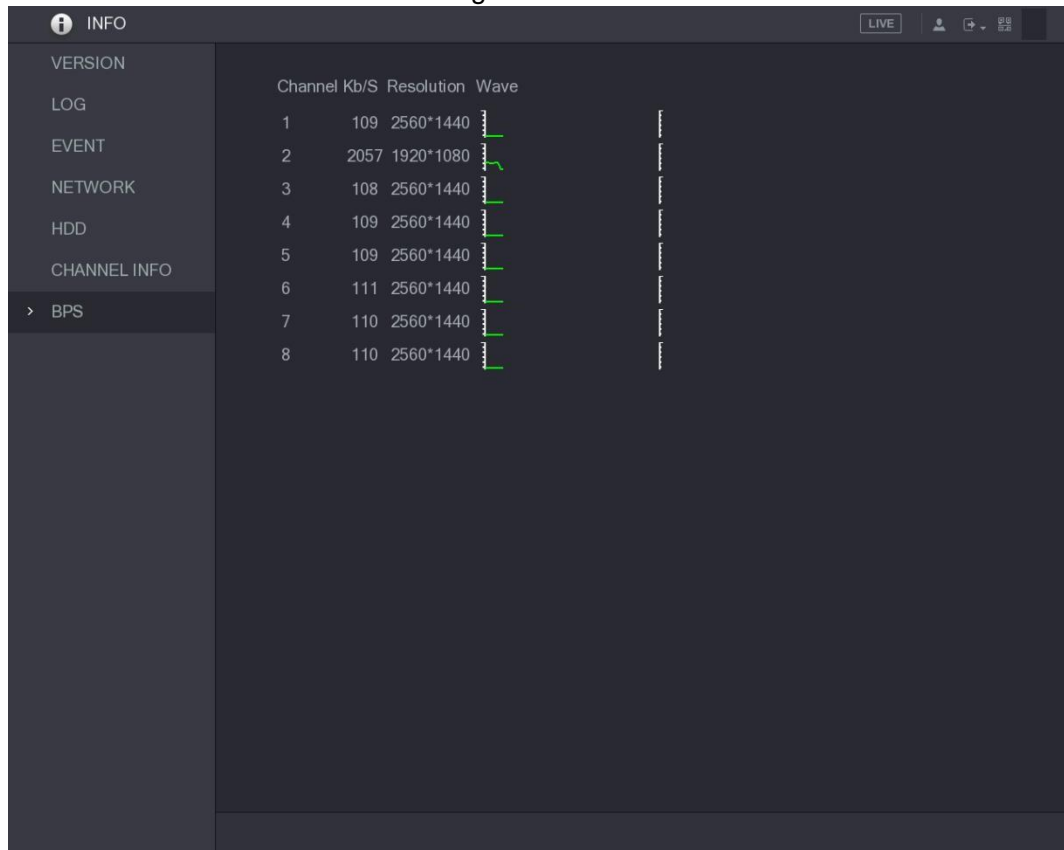 INFO
LIVE
VERSION
LOG
EVENT
NETWORK
HDD
CHANNEL INFO
> BPS
Channel Kb/S Resolution Wave
1 109 2560*1440
2 2057 1920*1080
3 108 2560*1440
4 109 2560*1440
5 109 2560*1440
6 111 2560*1440
7 110 2560*1440
8 110 2560*1440